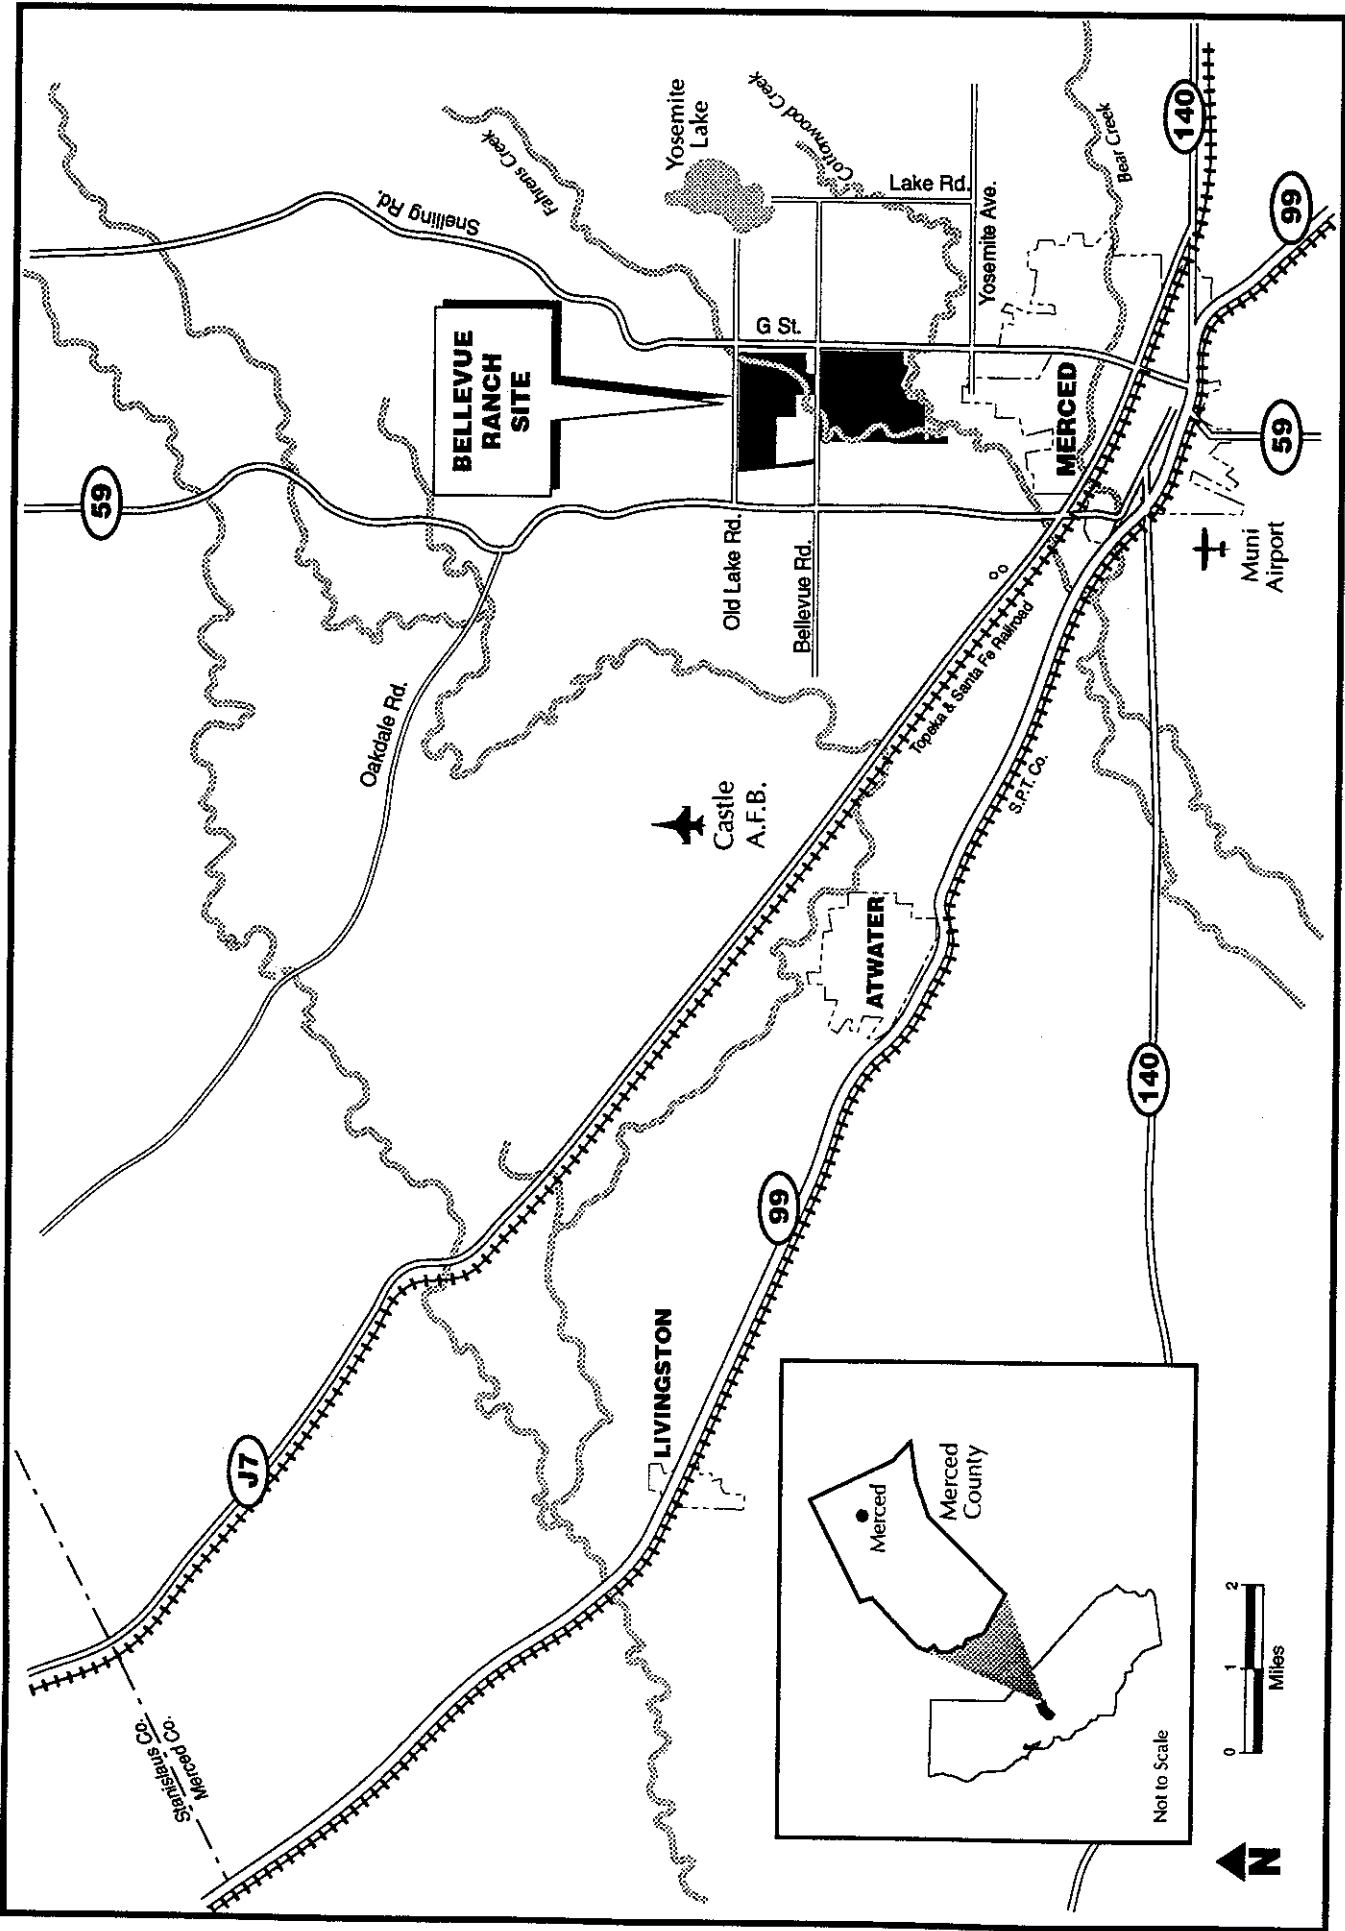 59
Snelling Rd.
Fahrens Creek
Yosemite
Lake
Cottonwood Creek
Lake Rd.
Yosemite Ave.
Bear Creek
140
99
BELLEVUE
RANCH
SITE
G St.
MERCED
59
Old Lake Rd.
Bellevue Rd.
Muni
Airport
Oakdale Rd.
Castle
A.F.B.
Topeka & Santa Fe Railroad
S.P.T. Co.
ATWATER
140
99
LIVINGSTON
J7
Stanislaus Co.
Merced Co.
Merced
Merced
County
Not to Scale
0 1 2
Miles
N